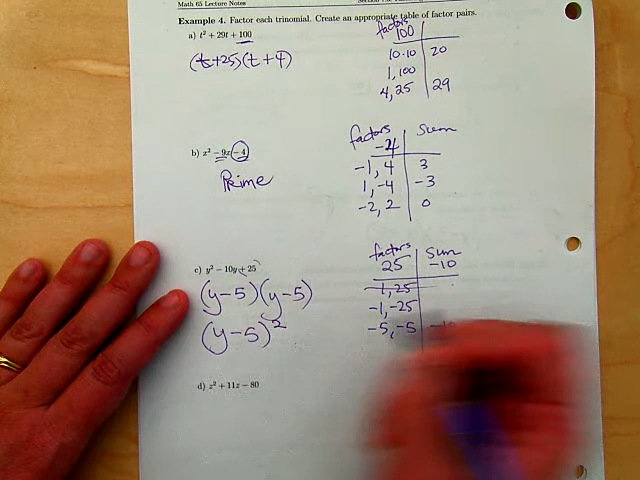 Math 65 Lecture Notes
Example 4. Factor each trinomial. Create an appropriate table of factor pairs.
a) t² + 29t + 100
(t+25)(t+4)
factors
100
10·10 20
1,100
4,25 29
b) x² − 9x − 4
Prime
factors Sum
-4
-1, 4 3
1, -4 -3
-2, 2 0
c) y² − 10y + 25
(y-5)(y-5)
(y-5)²
factors Sum
25 -10
1, 25
-1, -25
-5, -5 -10
d) z² + 11z − 80